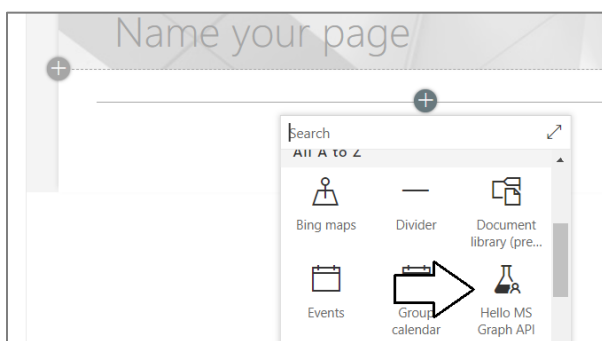 Name your page
Search
All A to Z
Bing maps
Divider
Document
library (pre...
Events
Group
calendar
Hello MS
Graph API